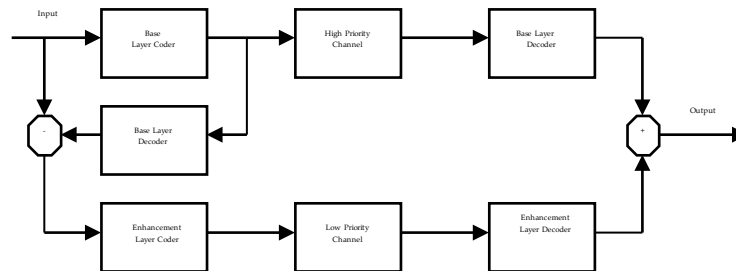 Input
Base
Layer Coder
High Priority
Channel
Base Layer
Decoder
Output
-
Base Layer
Decoder
+
Enhancement
Layer Coder
Low Priority
Channel
Enhancement
Layer Decoder